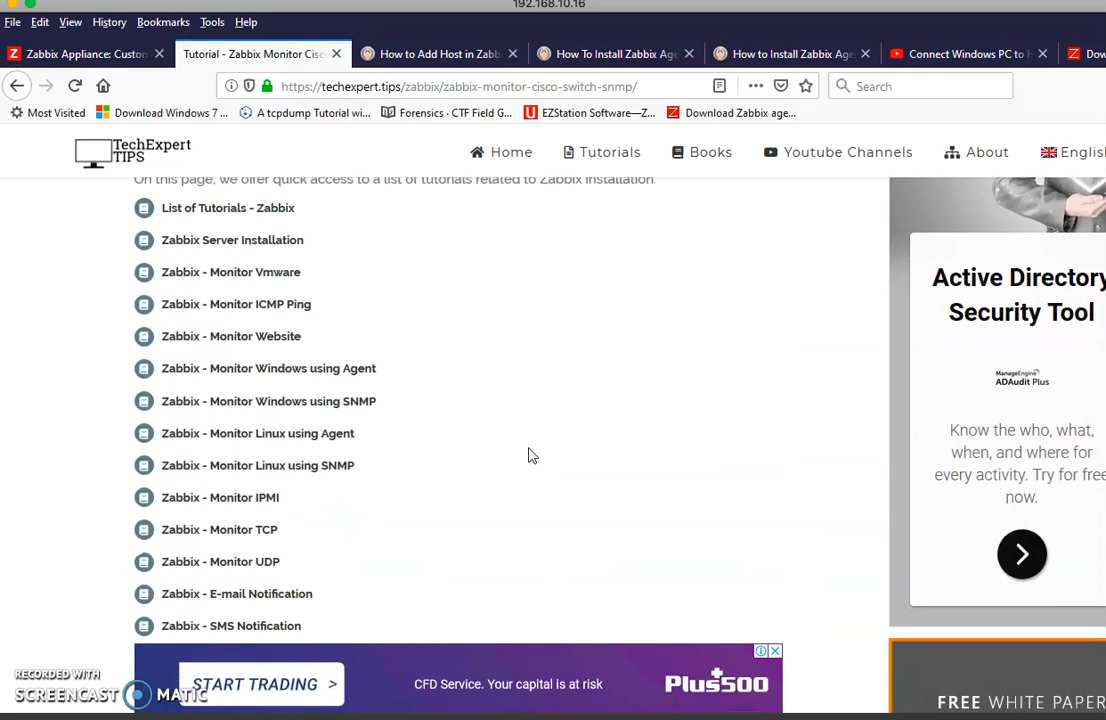 192.168.10.16
File Edit View History Bookmarks Tools Help
Zabbix Appliance: Custon
Tutorial - Zabbix Monitor Cisc
How to Add Host in Zabb
How To Install Zabbix Age
How to Install Zabbix Age
Connect Windows PC to H
Dow
https://techexpert.tips/zabbix/zabbix-monitor-cisco-switch-snmp/
Search
Most Visited
Download Windows 7 ...
A tcpdump Tutorial wi...
Forensics · CTF Field G...
EZStation Software—Z...
Download Zabbix age...
TechExpert
TIPS
Home
Tutorials
Books
Youtube Channels
About
English
On this page, we offer quick access to a list of tutorials related to Zabbix installation.
List of Tutorials - Zabbix
Zabbix Server Installation
Zabbix - Monitor Vmware
Zabbix - Monitor ICMP Ping
Zabbix - Monitor Website
Zabbix - Monitor Windows using Agent
Zabbix - Monitor Windows using SNMP
Zabbix - Monitor Linux using Agent
Zabbix - Monitor Linux using SNMP
Zabbix - Monitor IPMI
Zabbix - Monitor TCP
Zabbix - Monitor UDP
Zabbix - E-mail Notification
Zabbix - SMS Notification
Active Directory
Security Tool
ManageEngine
ADAudit Plus
Know the who, what,
when, and where for
every activity. Try for free
now.
START TRADING >
CFD Service. Your capital is at risk
Plus500
FREE WHITE PAPER
RECORDED WITH
SCREENCAST MATIC